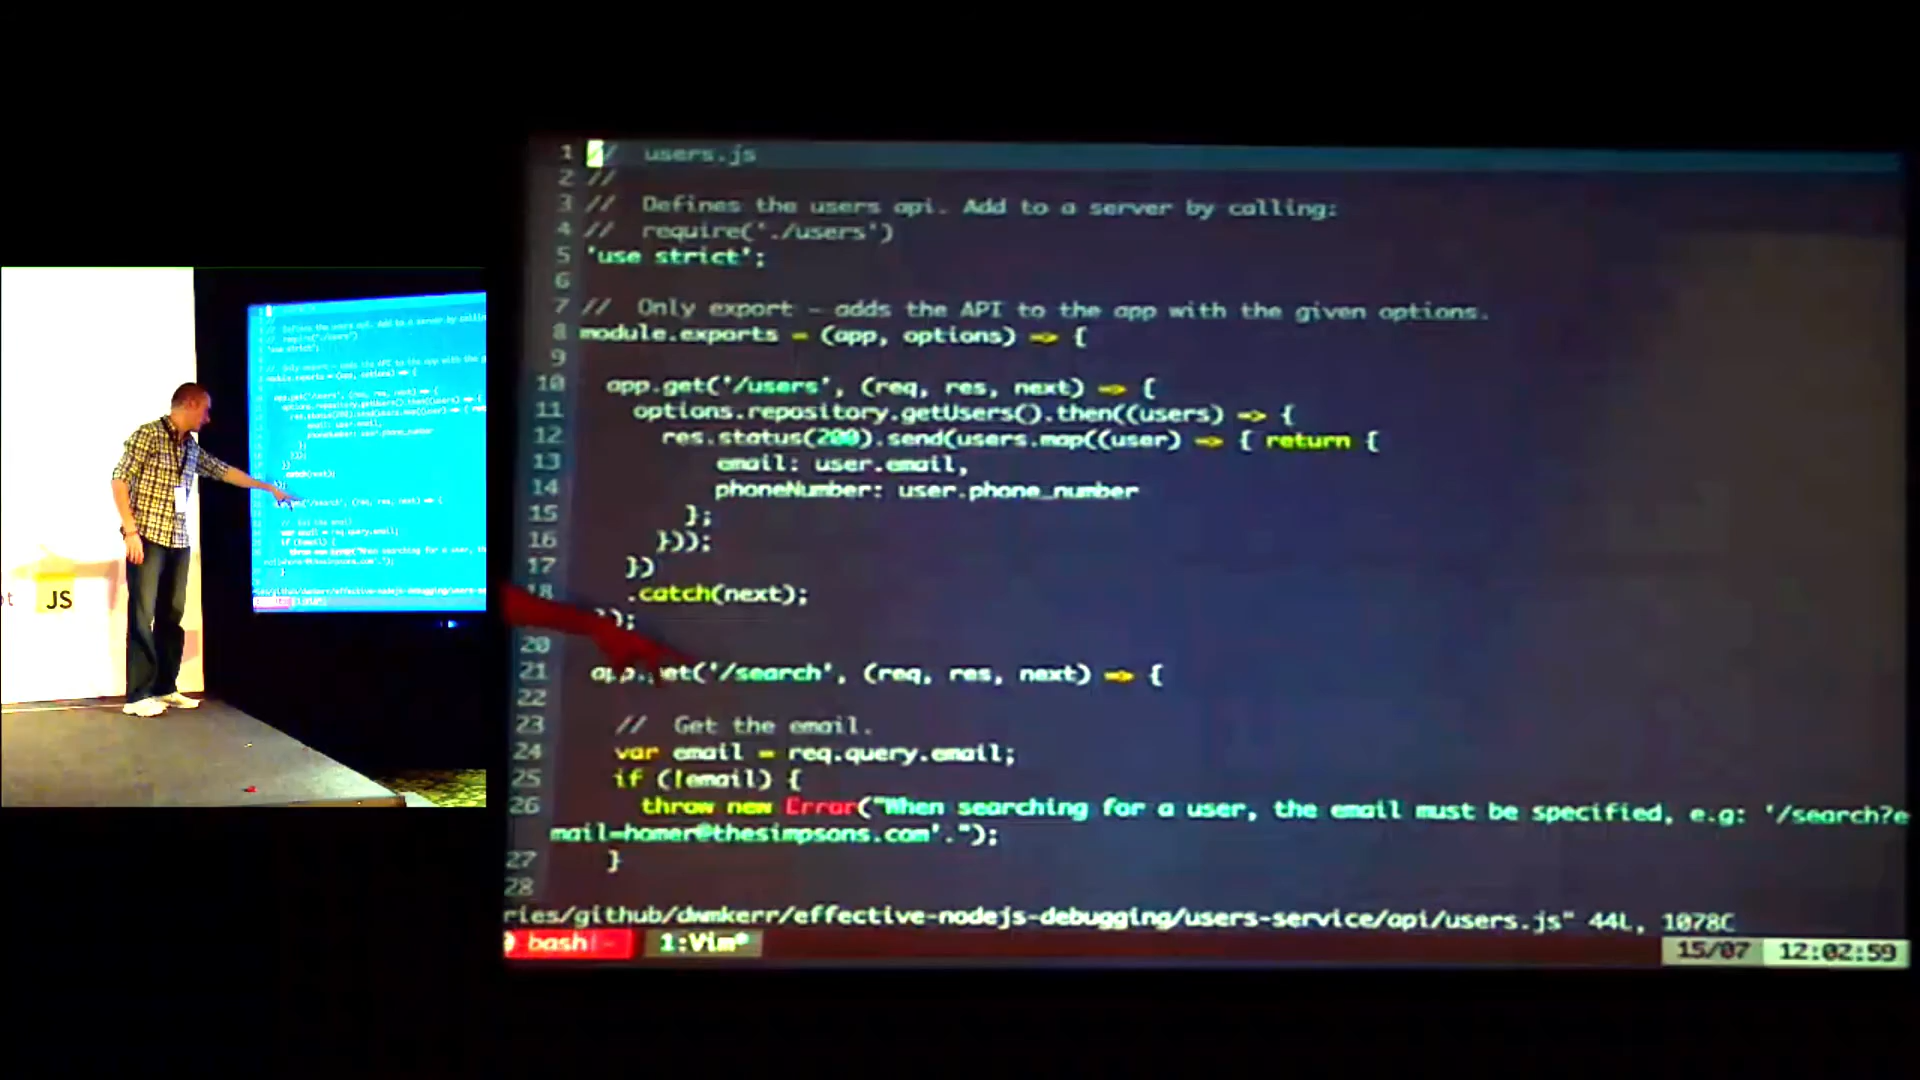 JS
1 // users.js
2 //
3 // Defines the users api. Add to a server by calling:
4 // require('./users')
5 'use strict';
6
7 // Only export - adds the API to the app with the given options.
8 module.exports = (app, options) => {
9
10 app.get('/users', (req, res, next) => {
11 options.repository.getUsers().then((users) => {
12 res.status(200).send(users.map((user) => { return {
13 email: user.email,
14 phoneNumber: user.phone_number
15 };
16 }));
17 })
18 .catch(next);
});
20
21 app.get('/search', (req, res, next) => {
22
23 // Get the email.
24 var email = req.query.email;
25 if (!email) {
26 throw new Error("When searching for a user, the email must be specified, e.g: '/search?e
mail=homer@thesimpsons.com'.");
27 }
28
ries/github/dwmkerr/effective-nodejs-debugging/users-service/api/users.js" 44L, 1078C
bash 1:Vim* 15/07 12:02:59